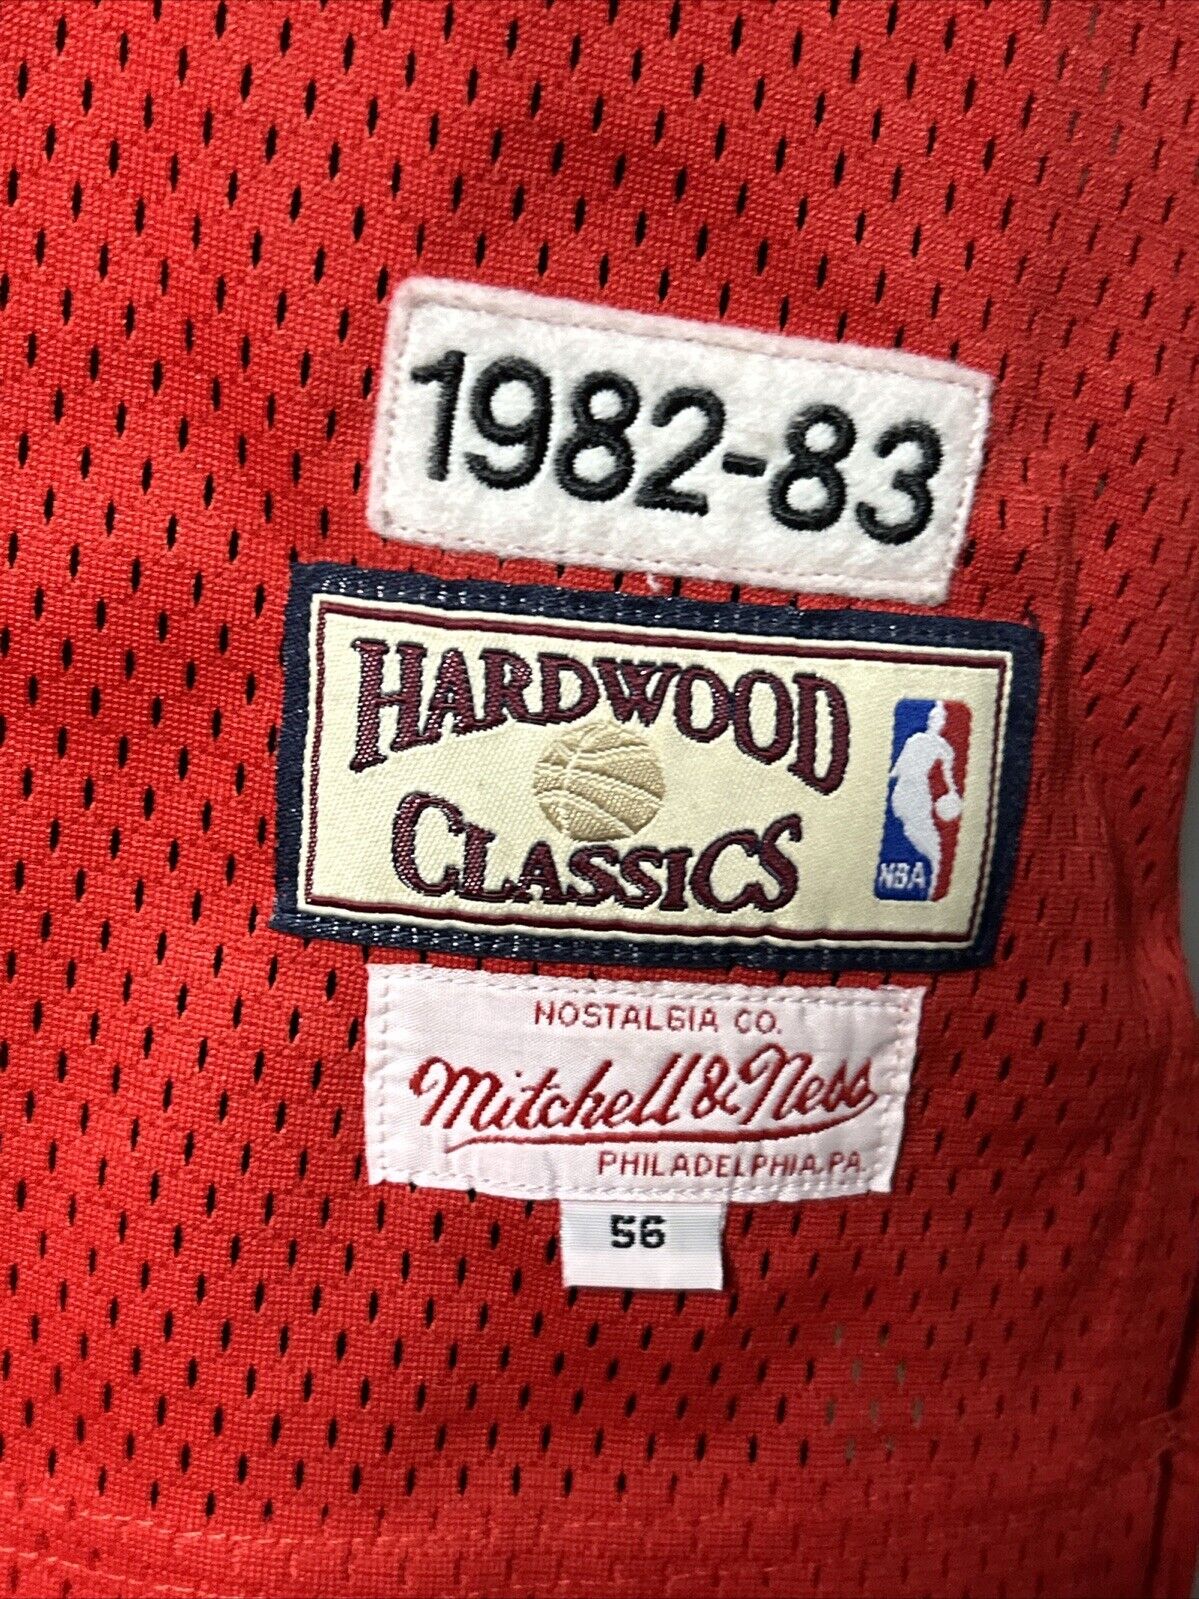 1982-83
HARDWOOD
CLASSICS
NBA
NOSTALGIA CO.
Mitchell & Ness
PHILADELPHIA, PA.
56